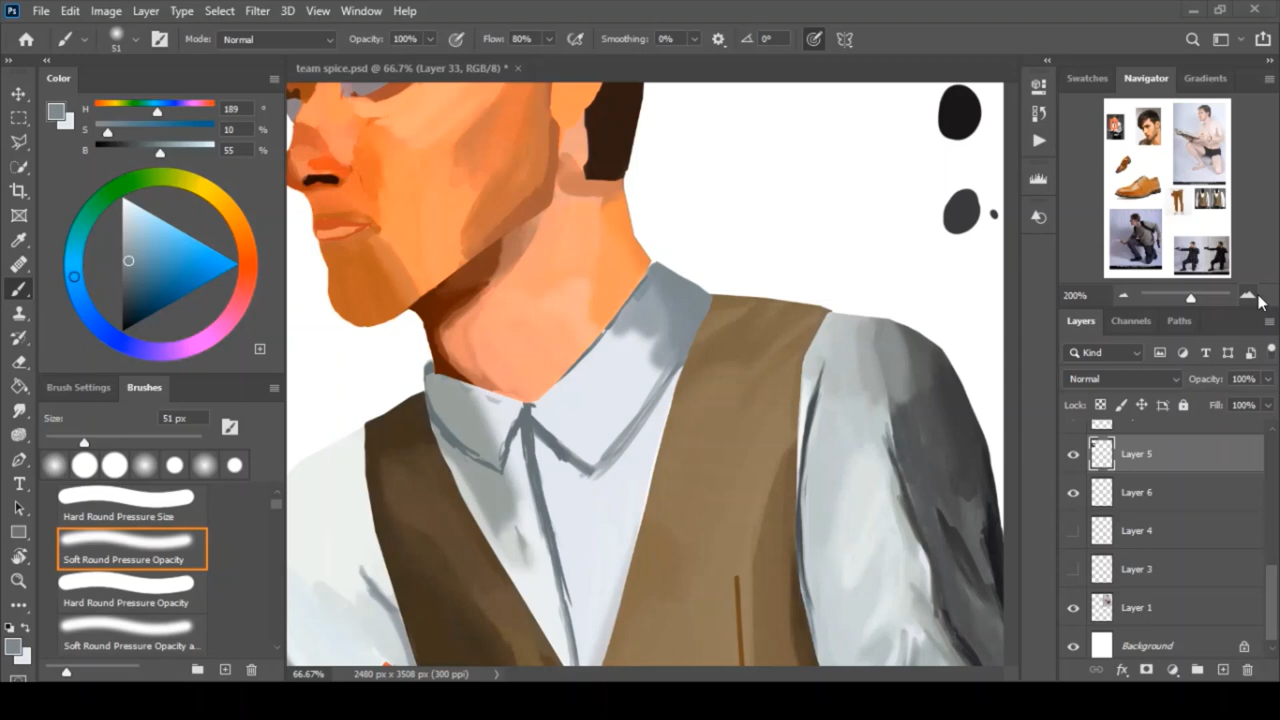 Ps File Edit Image Layer Type Select Filter 3D View Window Help
51 Mode: Normal Opacity: 100% Flow: 80% Smoothing: 0% 0°
team spice.psd @ 66.7% (Layer 33, RGB/8) * ×
Color
H 189 °
S 10 %
B 55 %
Brush Settings Brushes
Size: 51 px
Hard Round Pressure Size
Soft Round Pressure Opacity
Hard Round Pressure Opacity
Soft Round Pressure Opacity a...
66.67% 2480 px x 3508 px (300 ppi)
Swatches Navigator Gradients
200%
Layers Channels Paths
Kind
Normal Opacity: 100%
Lock: Fill: 100%
Layer 5
Layer 6
Layer 4
Layer 3
Layer 1
Background